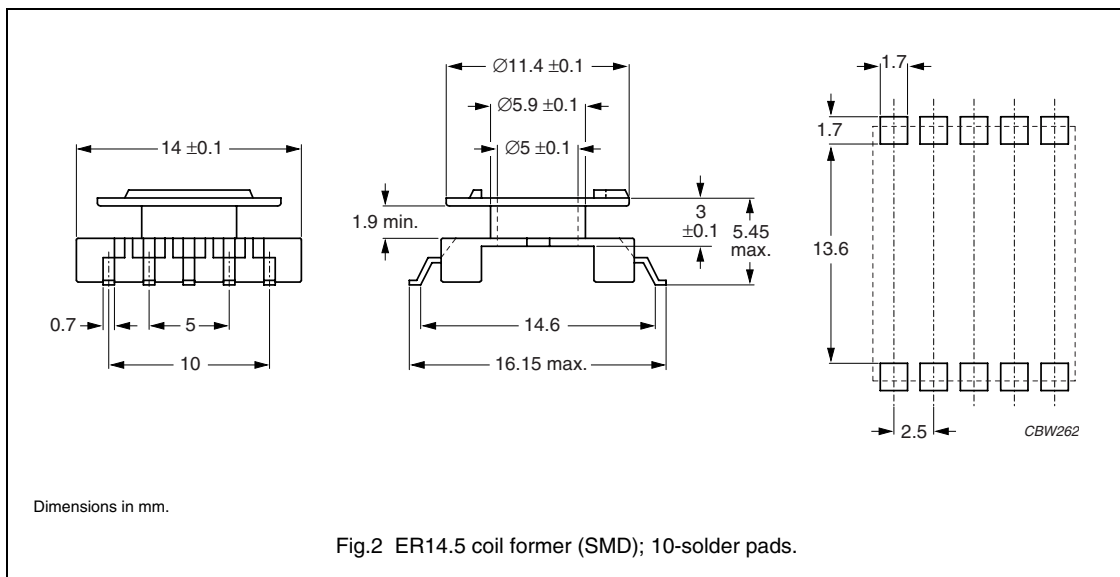 14 ±0.1
0.7
5
10
∅11.4 ±0.1
∅5.9 ±0.1
∅5 ±0.1
1.9 min.
3
±0.1
5.45
max.
14.6
16.15 max.
1.7
1.7
13.6
2.5
CBW262
Dimensions in mm.
Fig.2 ER14.5 coil former (SMD); 10-solder pads.